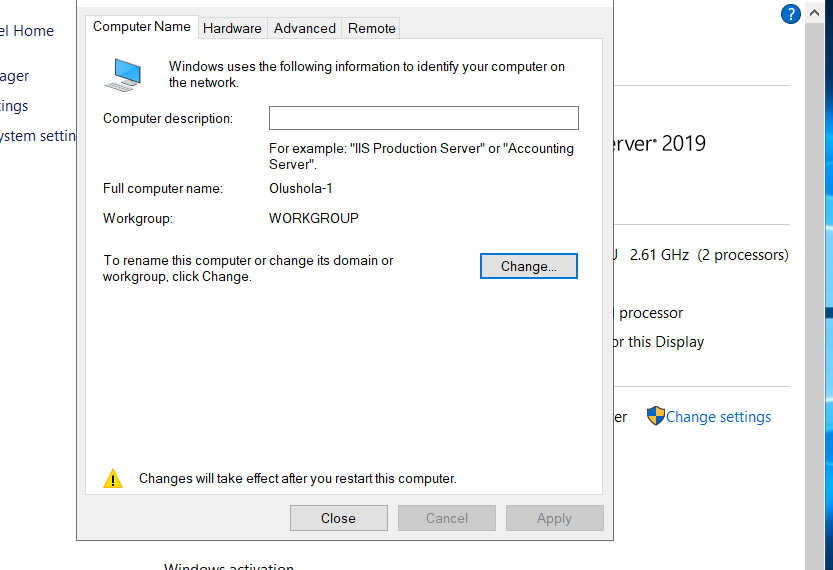 Computer Name Hardware Advanced Remote
?
el Home
Windows uses the following information to identify your computer on
the network.
ager
tings
Computer description:
ystem settin
For example: "IIS Production Server" or "Accounting
Server".
erver® 2019
Full computer name: Olushola-1
Workgroup: WORKGROUP
To rename this computer or change its domain or
workgroup, click Change.
Change...
U 2.61 GHz (2 processors)
processor
or this Display
er
Change settings
Changes will take effect after you restart this computer.
Close Cancel Apply
Windows activation